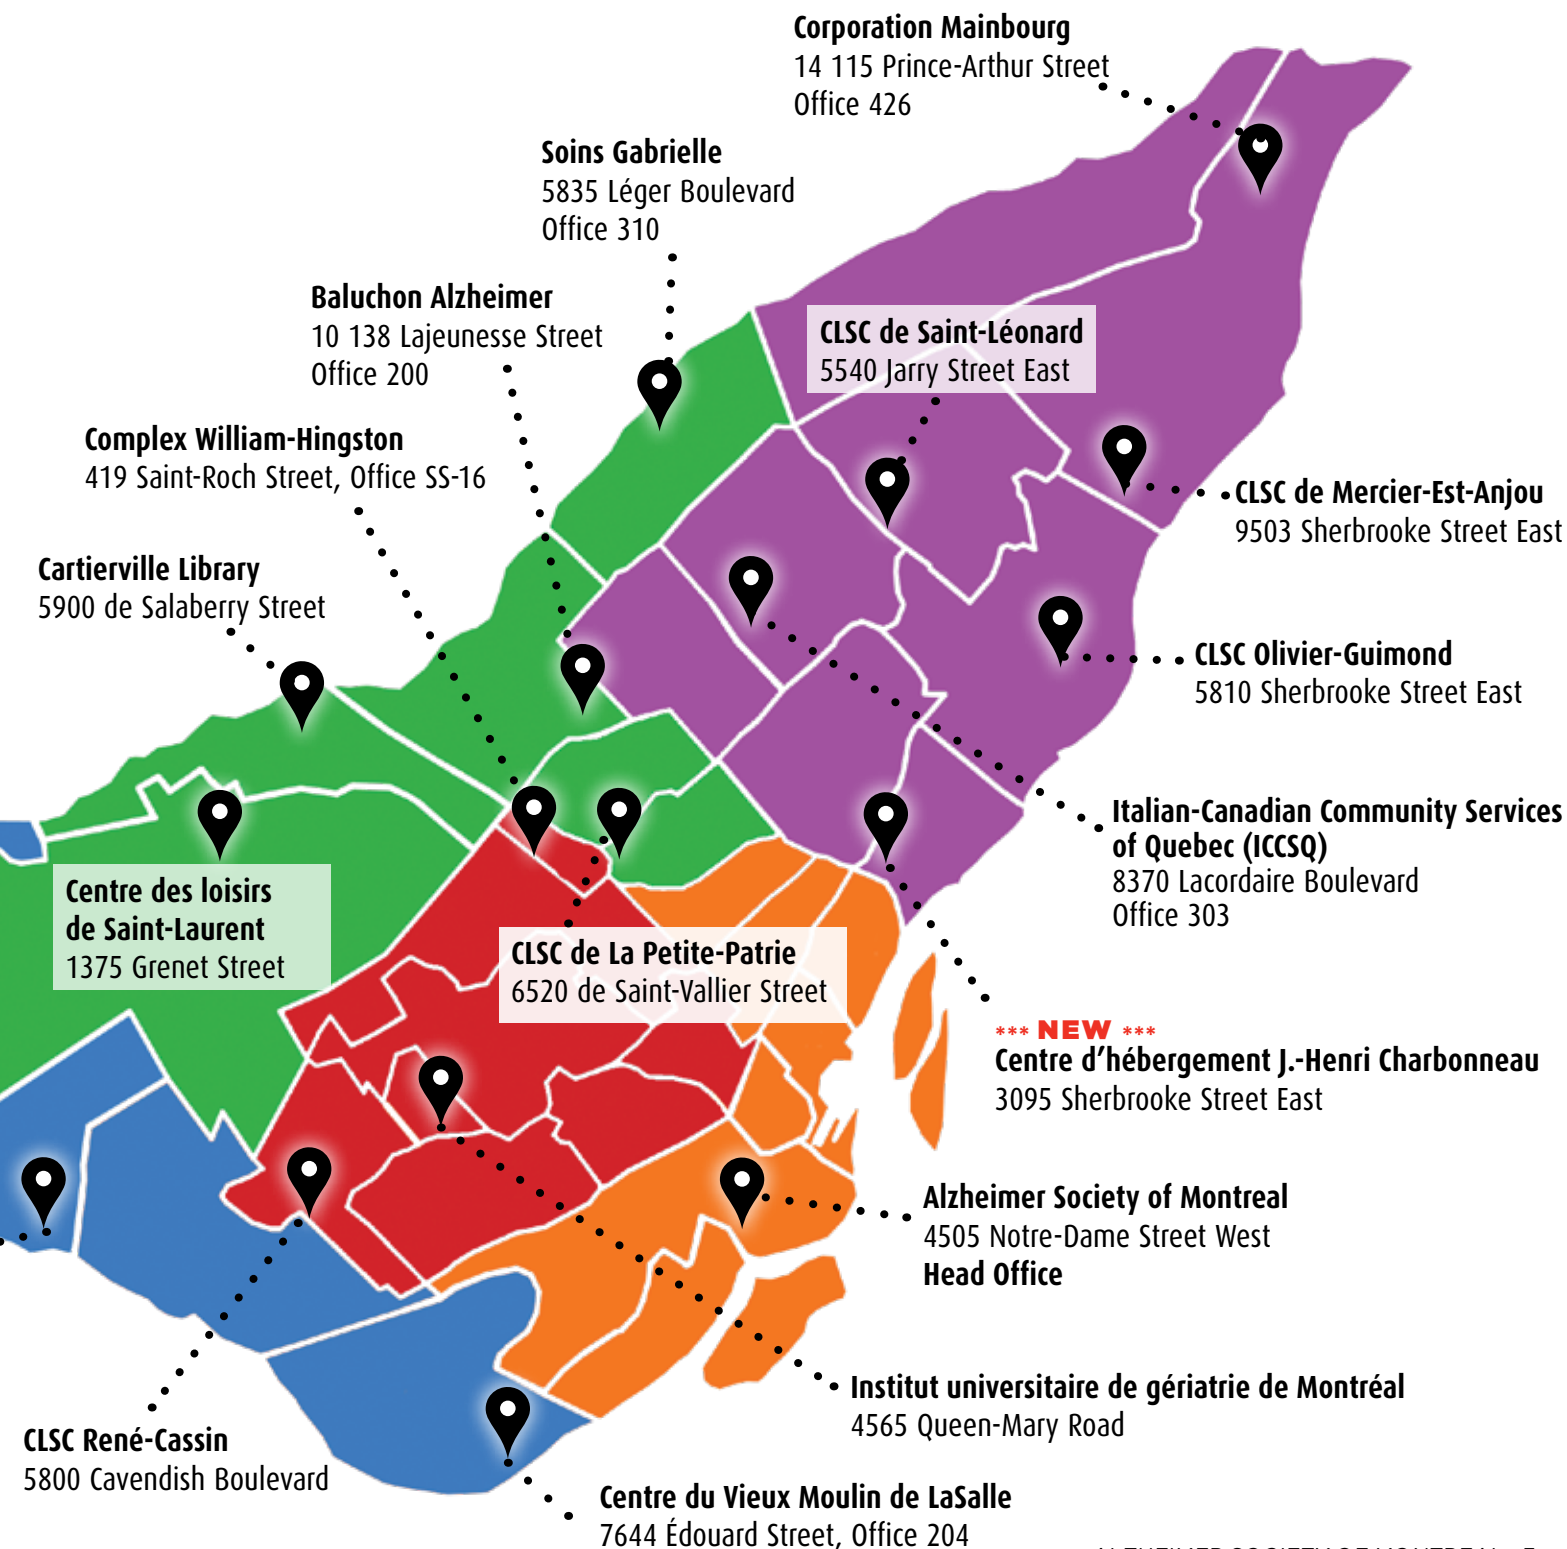 Corporation Mainbourg
14 115 Prince-Arthur Street
Office 426
Soins Gabrielle
5835 Léger Boulevard
Office 310
Baluchon Alzheimer
10 138 Lajeunesse Street
Office 200
CLSC de Saint-Léonard
5540 Jarry Street East
Complex William-Hingston
419 Saint-Roch Street, Office SS-16
CLSC de Mercier-Est-Anjou
9503 Sherbrooke Street East
Cartierville Library
5900 de Salaberry Street
CLSC Olivier-Guimond
5810 Sherbrooke Street East
Italian-Canadian Community Services
of Quebec (ICCSQ)
8370 Lacordaire Boulevard
Office 303
Centre des loisirs
de Saint-Laurent
1375 Grenet Street
CLSC de La Petite-Patrie
6520 de Saint-Vallier Street
*** NEW ***
Centre d'hébergement J.-Henri Charbonneau
3095 Sherbrooke Street East
Alzheimer Society of Montreal
4505 Notre-Dame Street West
Head Office
Institut universitaire de gériatrie de Montréal
4565 Queen-Mary Road
CLSC René-Cassin
5800 Cavendish Boulevard
Centre du Vieux Moulin de LaSalle
7644 Édouard Street, Office 204
ALZHEIMER SOCIETY OF MONTREAL